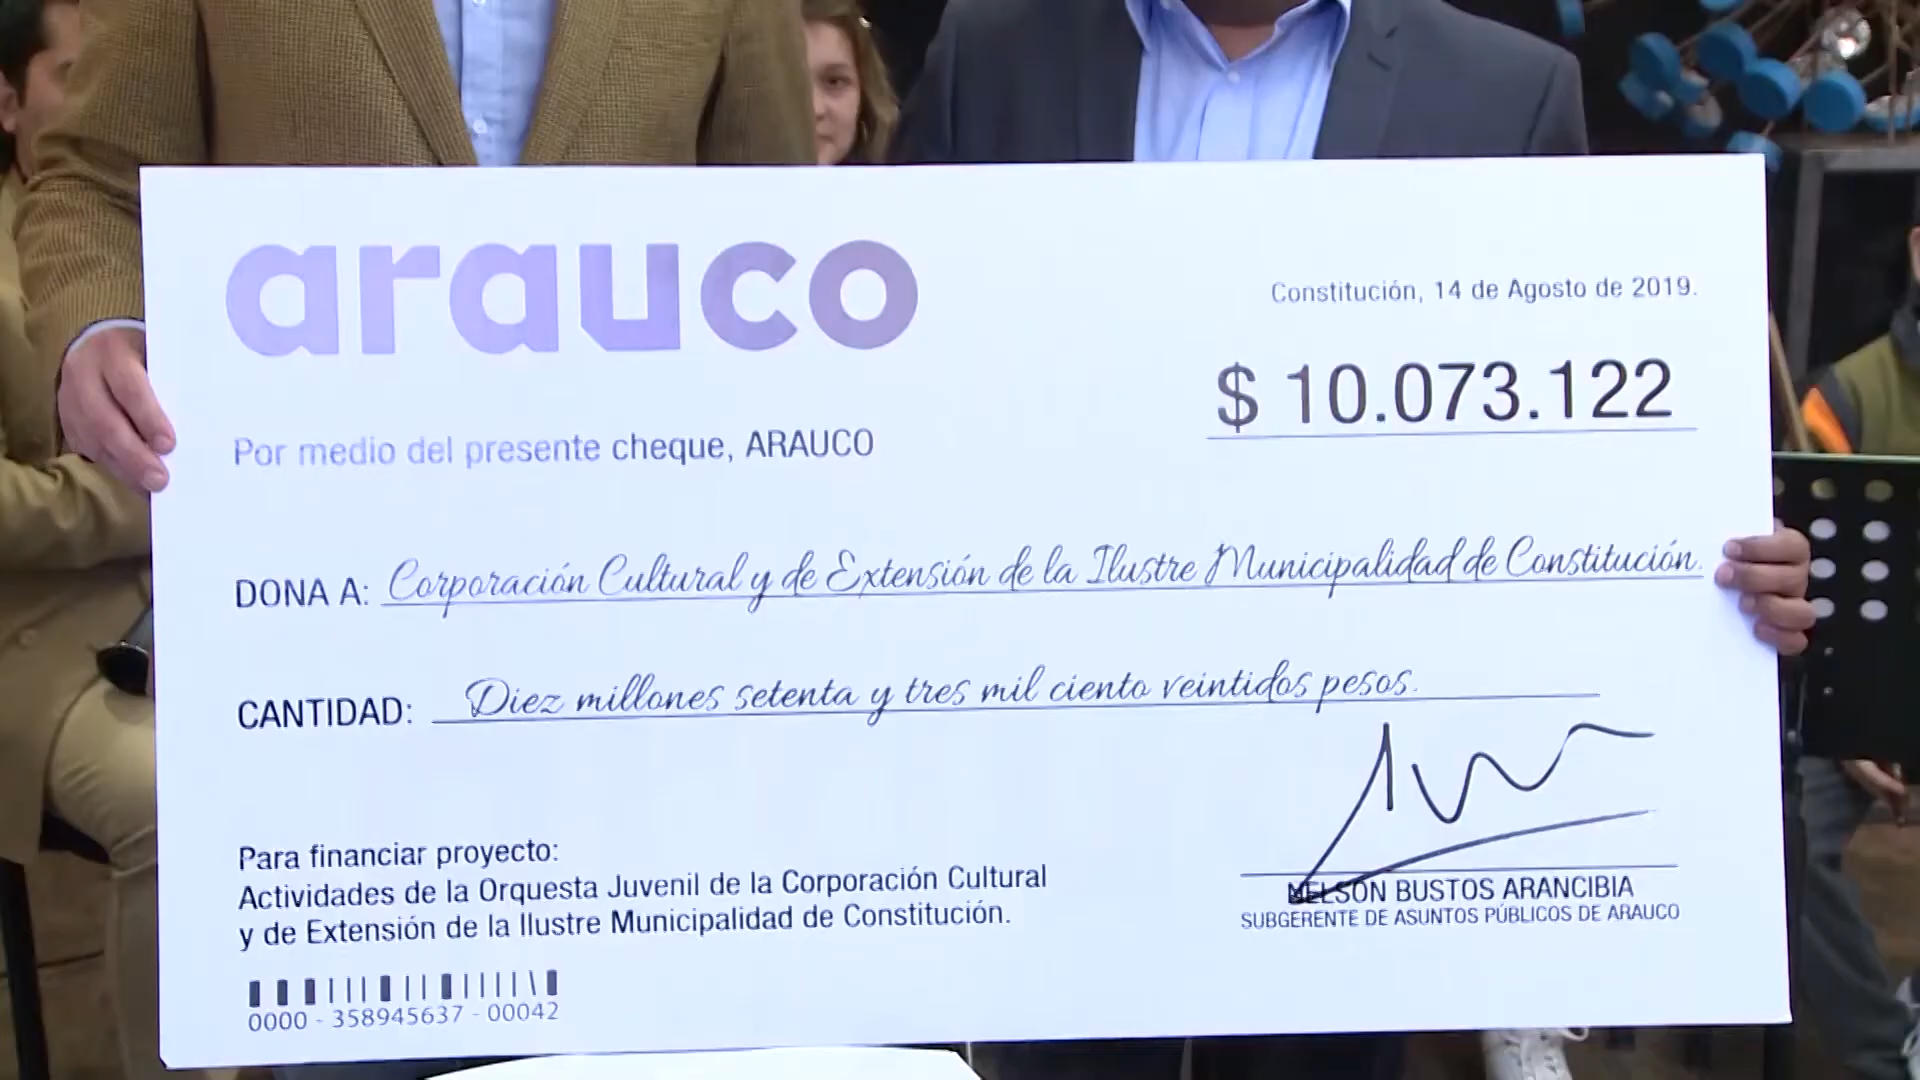 arauco
Constitución, 14 de Agosto de 2019.
$ 10.073.122
Por medio del presente cheque, ARAUCO
DONA A: Corporación Cultural y de Extensión de la Ilustre Municipalidad de Constitución.
CANTIDAD: Diez millones setenta y tres mil ciento veintidos pesos.
Para financiar proyecto:
Actividades de la Orquesta Juvenil de la Corporación Cultural
y de Extensión de la Ilustre Municipalidad de Constitución.
NELSON BUSTOS ARANCIBIA
SUBGERENTE DE ASUNTOS PÚBLICOS DE ARAUCO
0000 - 358945637 - 00042